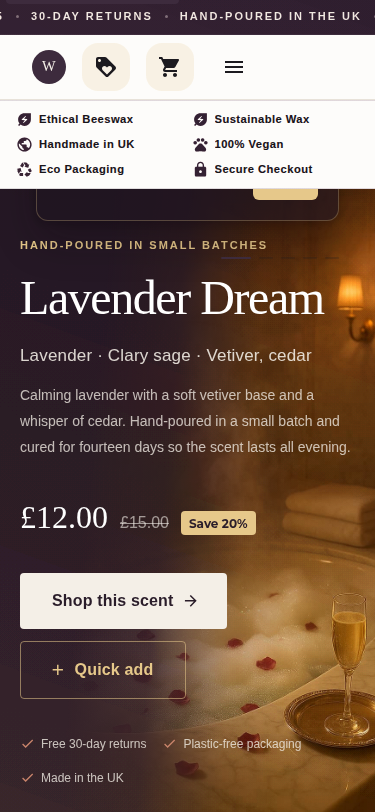 30-DAY RETURNS • HAND-POURED IN THE UK
W
Ethical Beeswax
Sustainable Wax
Handmade in UK
100% Vegan
Eco Packaging
Secure Checkout
HAND-POURED IN SMALL BATCHES
Lavender Dream
Lavender · Clary sage · Vetiver, cedar
Calming lavender with a soft vetiver base and a
whisper of cedar. Hand-poured in a small batch and
cured for fourteen days so the scent lasts all evening.
£12.00 £15.00 Save 20%
Shop this scent →
+ Quick add
Free 30-day returns
Plastic-free packaging
Made in the UK